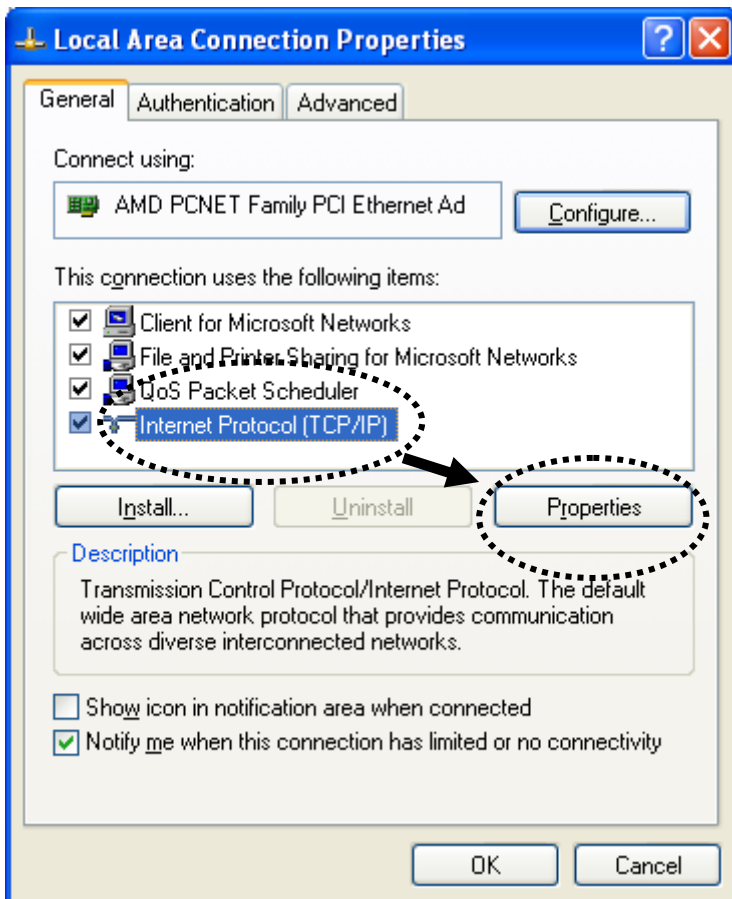 Local Area Connection Properties
General
Authentication
Advanced
Connect using:
AMD PCNET Family PCI Ethernet Ad
Configure...
This connection uses the following items:
Client for Microsoft Networks
File and Printer Sharing for Microsoft Networks
QoS Packet Scheduler
Internet Protocol (TCP/IP)
Install...
Uninstall
Properties
Description
Transmission Control Protocol/Internet Protocol. The default
wide area network protocol that provides communication
across diverse interconnected networks.
Show icon in notification area when connected
Notify me when this connection has limited or no connectivity
OK
Cancel